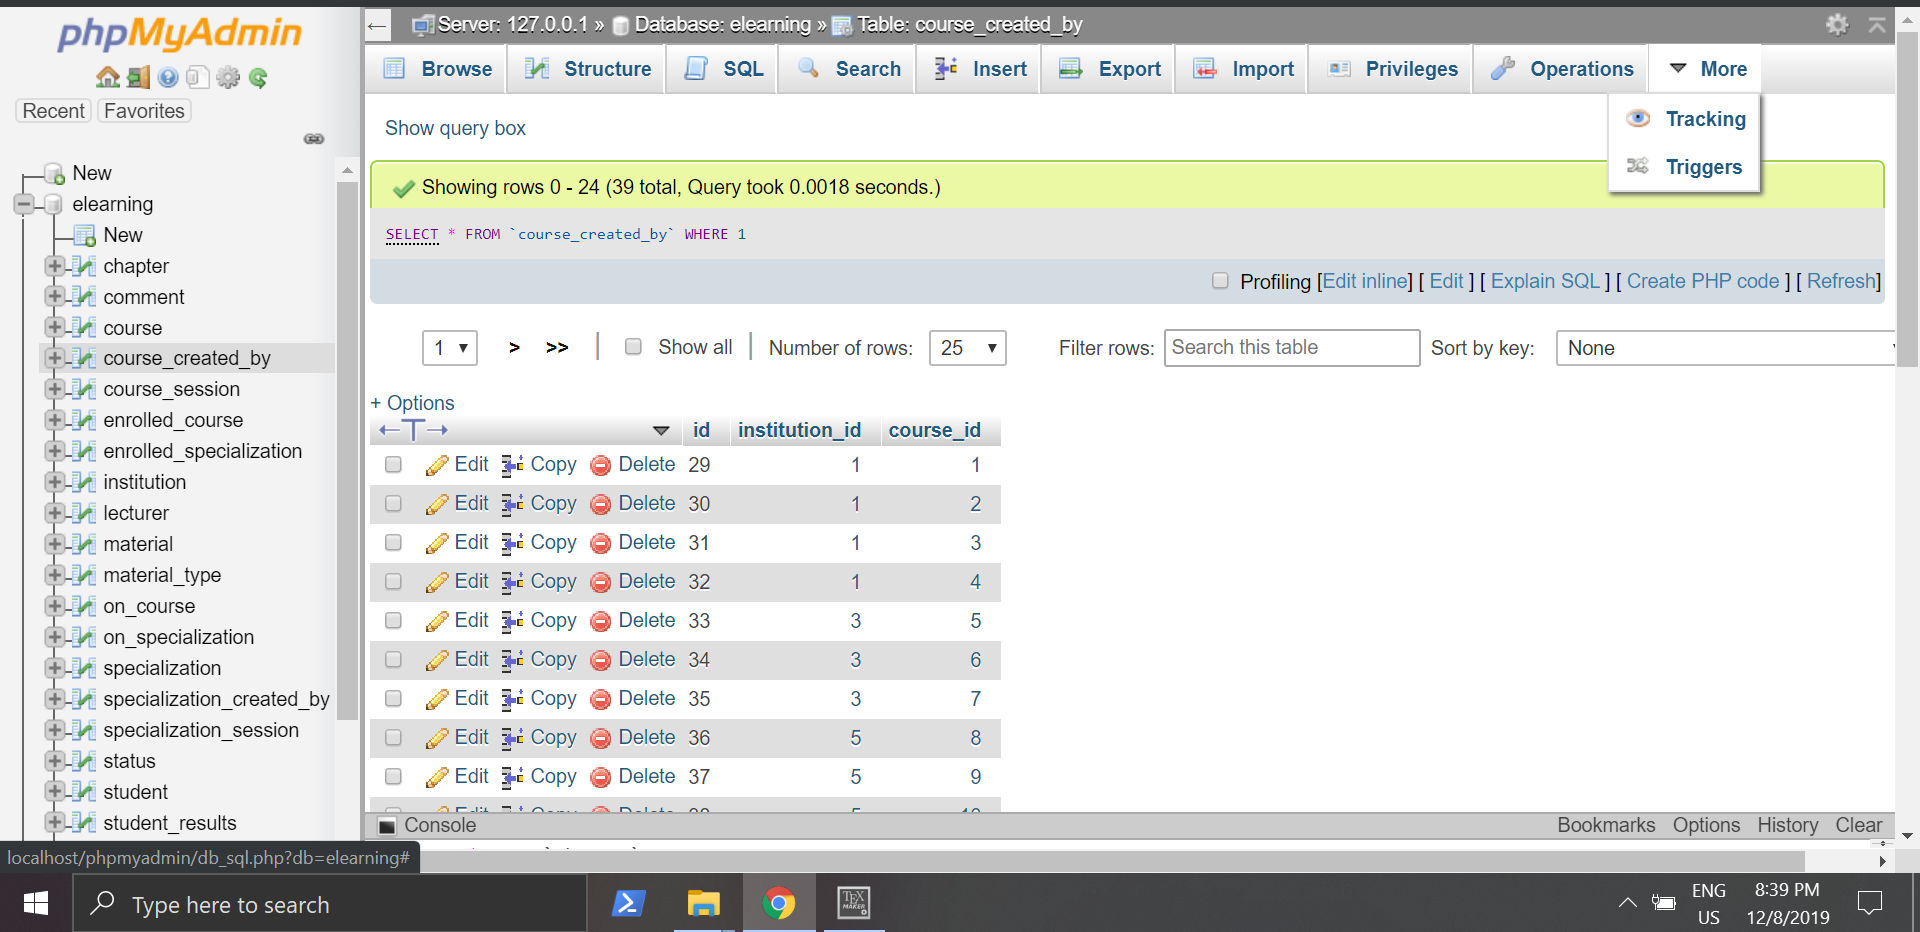 phpMyAdmin
Recent Favorites
New
elearning
New
chapter
comment
course
course_created_by
course_session
enrolled_course
enrolled_specialization
institution
lecturer
material
material_type
on_course
on_specialization
specialization
specialization_created_by
specialization_session
status
student
student_results
localhost/phpmyadmin/db_sql.php?db=elearning#
Server: 127.0.0.1 » Database: elearning » Table: course_created_by
Browse Structure SQL Search Insert Export Import Privileges Operations More
Tracking
Triggers
Show query box
Showing rows 0 - 24 (39 total, Query took 0.0018 seconds.)
SELECT * FROM `course_created_by` WHERE 1
Profiling [Edit inline] [ Edit ] [ Explain SQL ] [ Create PHP code ] [ Refresh]
1 > >> | Show all | Number of rows: 25 Filter rows: Search this table Sort by key: None
+ Options
←T→ id institution_id course_id
Edit Copy Delete 29 1 1
Edit Copy Delete 30 1 2
Edit Copy Delete 31 1 3
Edit Copy Delete 32 1 4
Edit Copy Delete 33 3 5
Edit Copy Delete 34 3 6
Edit Copy Delete 35 3 7
Edit Copy Delete 36 5 8
Edit Copy Delete 37 5 9
Console Bookmarks Options History Clear
Type here to search
TEX
MAKER
ENG
US
8:39 PM
12/8/2019